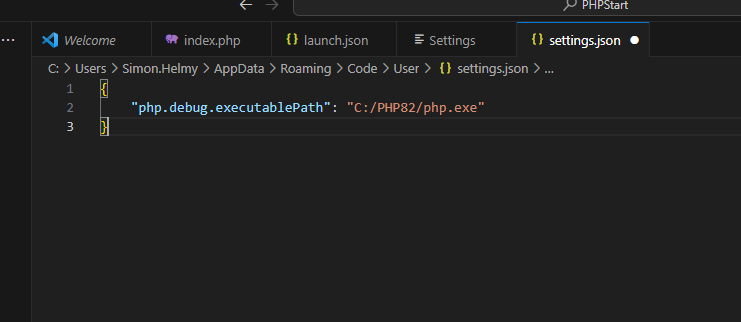 PHPStart
...
Welcome
index.php
launch.json
Settings
{} settings.json
C: > Users > Simon.Helmy > AppData > Roaming > Code > User > {} settings.json > ...
1 {
2 "php.debug.executablePath": "C:/PHP82/php.exe"
3 }